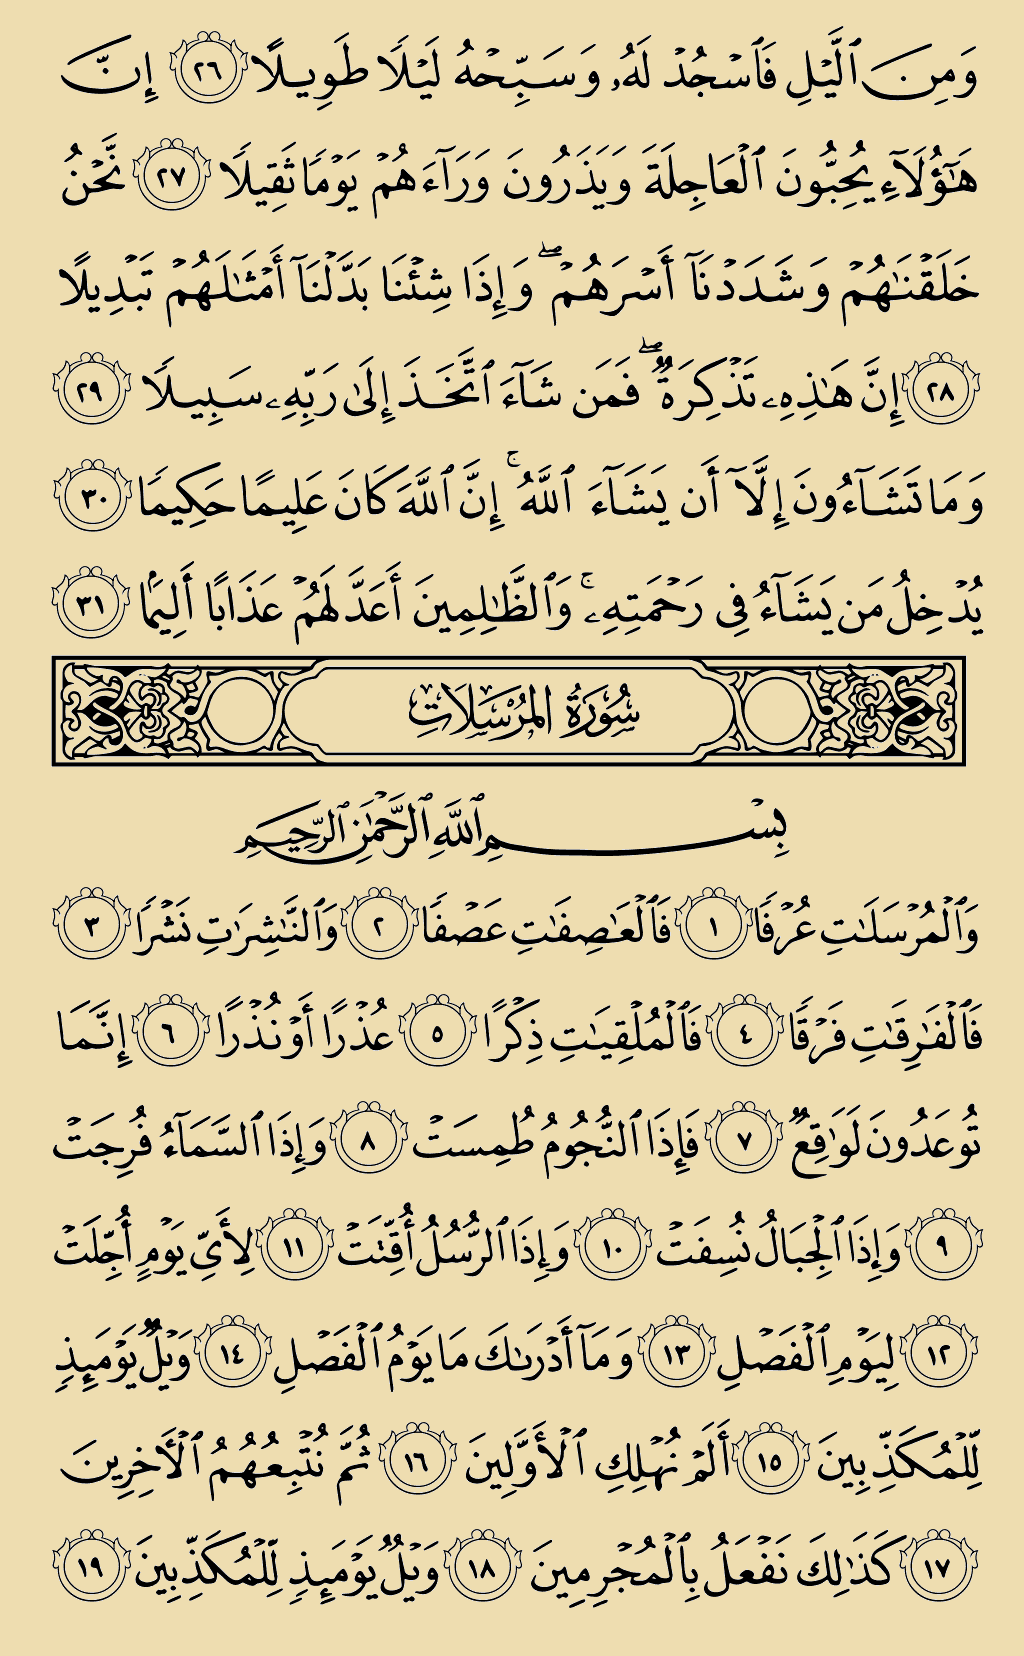 وَمِنَ ٱلَّيۡلِ فَٱسۡجُدۡ لَهُۥ وَسَبِّحۡهُ لَيۡلٗا طَوِيلًا ٢٦ إِنَّ
هَٰٓؤُلَآءِ يُحِبُّونَ ٱلۡعَاجِلَةَ وَيَذَرُونَ وَرَآءَهُمۡ يَوۡمٗا ثَقِيلٗا ٢٧ نَّحۡنُ
خَلَقۡنَٰهُمۡ وَشَدَدۡنَآ أَسۡرَهُمۡۖ وَإِذَا شِئۡنَا بَدَّلۡنَآ أَمۡثَٰلَهُمۡ تَبۡدِيلًا
٢٨ إِنَّ هَٰذِهِۦ تَذۡكِرَةٞۖ فَمَن شَآءَ ٱتَّخَذَ إِلَىٰ رَبِّهِۦ سَبِيلٗا ٢٩
وَمَا تَشَآءُونَ إِلَّآ أَن يَشَآءَ ٱللَّهُۚ إِنَّ ٱللَّهَ كَانَ عَلِيمًا حَكِيمٗا ٣٠
يُدۡخِلُ مَن يَشَآءُ فِي رَحۡمَتِهِۦۚ وَٱلظَّٰلِمِينَ أَعَدَّ لَهُمۡ عَذَابًا أَلِيمَۢا ٣١
سُورَةُ المُرۡسَلَاتِ
بِسۡمِ ٱللَّهِ ٱلرَّحۡمَٰنِ ٱلرَّحِيمِ
وَٱلۡمُرۡسَلَٰتِ عُرۡفٗا ١ فَٱلۡعَٰصِفَٰتِ عَصۡفٗا ٢ وَٱلنَّٰشِرَٰتِ نَشۡرٗا ٣
فَٱلۡفَٰرِقَٰتِ فَرۡقٗا ٤ فَٱلۡمُلۡقِيَٰتِ ذِكۡرًا ٥ عُذۡرًا أَوۡ نُذۡرًا ٦ إِنَّمَا
تُوعَدُونَ لَوَٰقِعٞ ٧ فَإِذَا ٱلنُّجُومُ طُمِسَتۡ ٨ وَإِذَا ٱلسَّمَآءُ فُرِجَتۡ
٩ وَإِذَا ٱلۡجِبَالُ نُسِفَتۡ ١٠ وَإِذَا ٱلرُّسُلُ أُقِّتَتۡ ١١ لِأَيِّ يَوۡمٍ أُجِّلَتۡ
١٢ لِيَوۡمِ ٱلۡفَصۡلِ ١٣ وَمَآ أَدۡرَىٰكَ مَا يَوۡمُ ٱلۡفَصۡلِ ١٤ وَيۡلٞ يَوۡمَئِذٖ
لِّلۡمُكَذِّبِينَ ١٥ أَلَمۡ نُهۡلِكِ ٱلۡأَوَّلِينَ ١٦ ثُمَّ نُتۡبِعُهُمُ ٱلۡأٓخِرِينَ
١٧ كَذَٰلِكَ نَفۡعَلُ بِٱلۡمُجۡرِمِينَ ١٨ وَيۡلٞ يَوۡمَئِذٖ لِّلۡمُكَذِّبِينَ ١٩